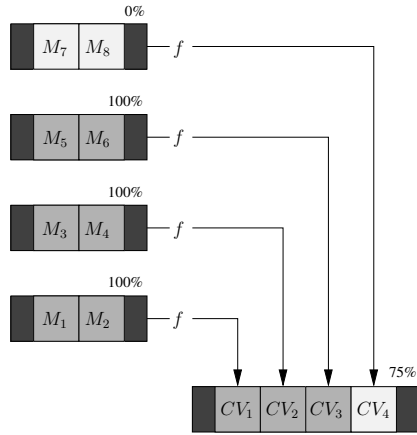 0%
M₇ M₈ f
100%
M₅ M₆ f
100%
M₃ M₄ f
100%
M₁ M₂ f
75%
CV₁ CV₂ CV₃ CV₄